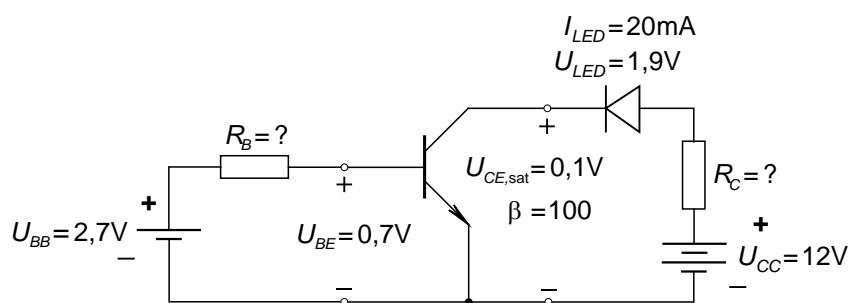 I_LED=20mA
U_LED=1,9V
R_B=?
+
+
U_CE,sat=0,1V
β=100
R_C=?
+
U_BB=2,7V
−
U_BE=0,7V
+
U_CC=12V
−
−
−